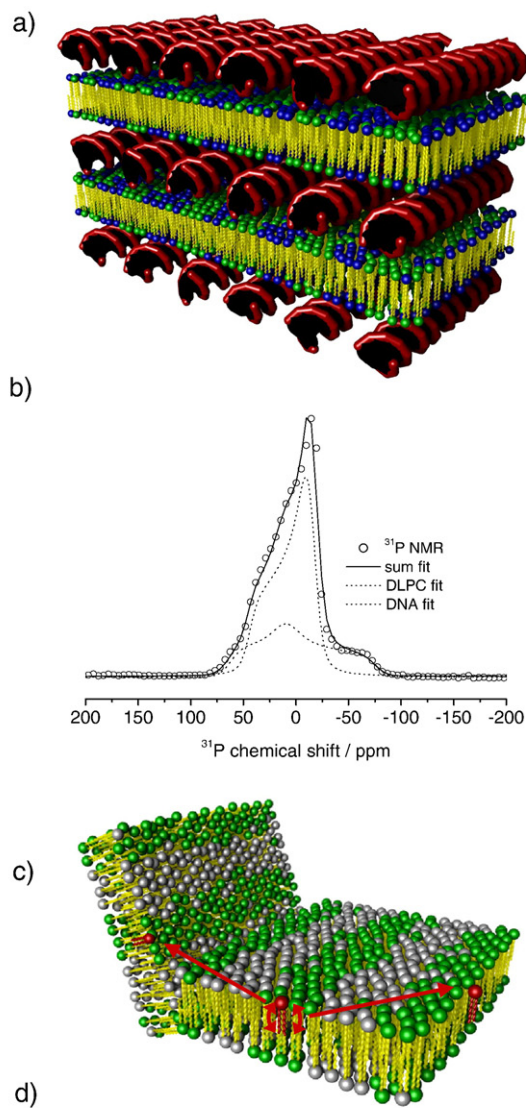 a)
b)
³¹P NMR
sum fit
DLPC fit
DNA fit
200 150 100 50 0 -50 -100 -150 -200
³¹P chemical shift / ppm
c)
d)